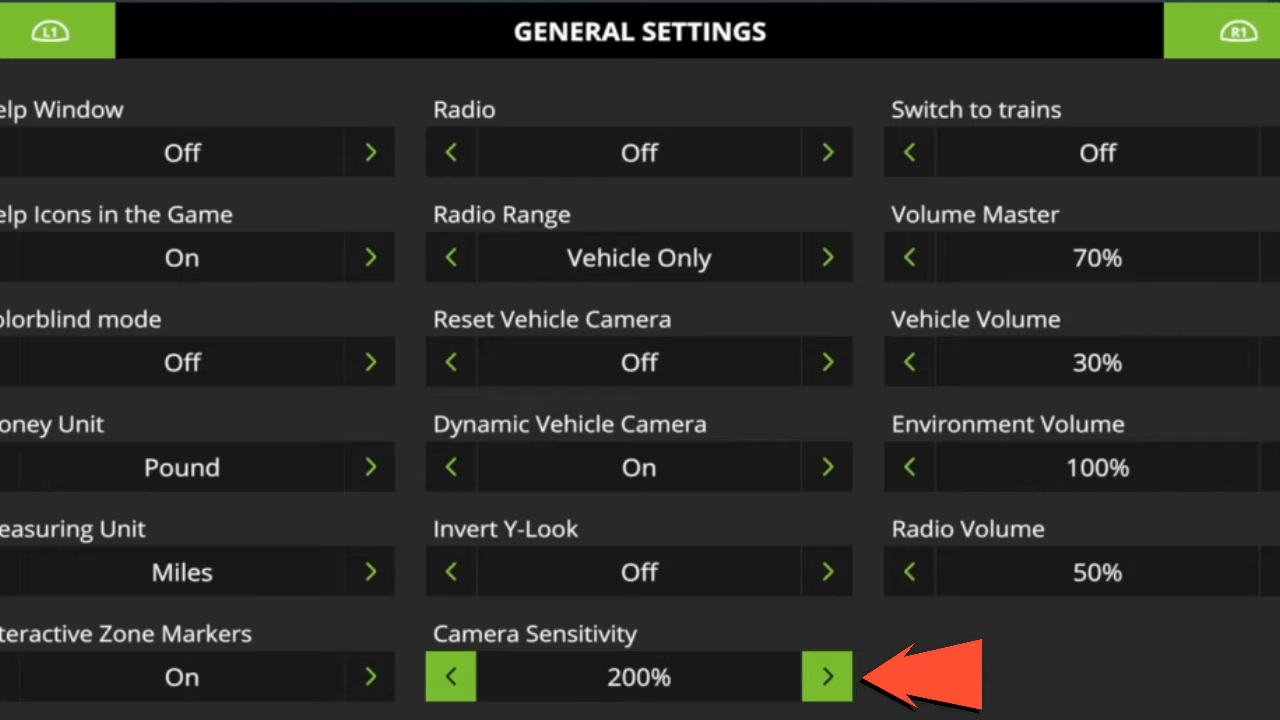 L1
GENERAL SETTINGS
R1
elp Window
Off
elp Icons in the Game
On
olorblind mode
Off
oney Unit
Pound
easuring Unit
Miles
teractive Zone Markers
On
Radio
Off
Radio Range
Vehicle Only
Reset Vehicle Camera
Off
Dynamic Vehicle Camera
On
Invert Y-Look
Off
Camera Sensitivity
200%
Switch to trains
Off
Volume Master
70%
Vehicle Volume
30%
Environment Volume
100%
Radio Volume
50%